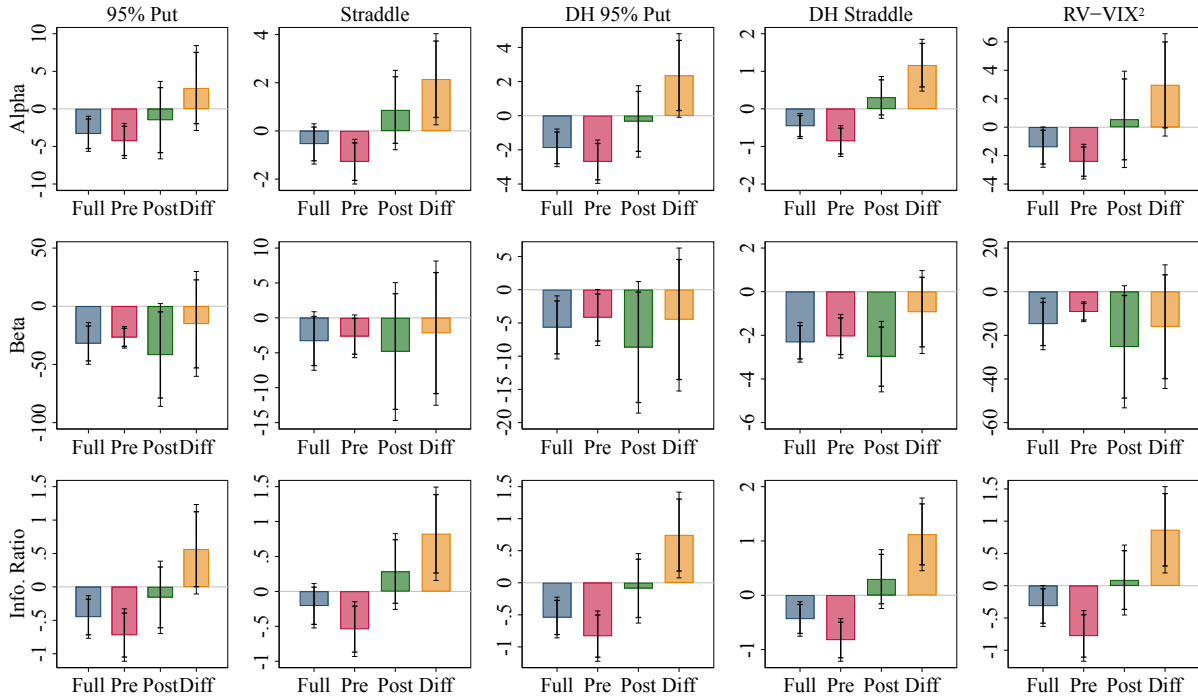 95% Put Straddle DH 95% Put DH Straddle RV−VIX²
Alpha
10 5 0 -5 -10
4 2 0 -2
4 2 0 -2 -4
2 1 0 -1 -2
6 4 2 0 -2 -4
Full Pre Post Diff Full Pre Post Diff Full Pre Post Diff Full Pre Post Diff Full Pre Post Diff
Beta
50 0 -50 -100
10 5 0 -5 -10 -15
5 0 -5 -10 -15 -20
2 0 -2 -4 -6
20 0 -20 -40 -60
Full Pre Post Diff Full Pre Post Diff Full Pre Post Diff Full Pre Post Diff Full Pre Post Diff
Info. Ratio
1.5 1 .5 0 -.5 -1
1.5 1 .5 0 -.5 -1
1.5 1 .5 0 -.5 -1
2 1 0 -1
1.5 1 .5 0 -.5 -1
Full Pre Post Diff Full Pre Post Diff Full Pre Post Diff Full Pre Post Diff Full Pre Post Diff